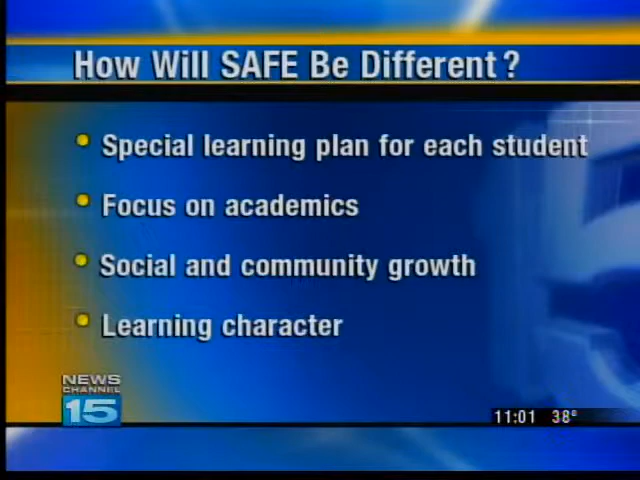 How Will SAFE Be Different?
Special learning plan for each student
Focus on academics
Social and community growth
Learning character
NEWS
CHANNEL
15
11:01 38°